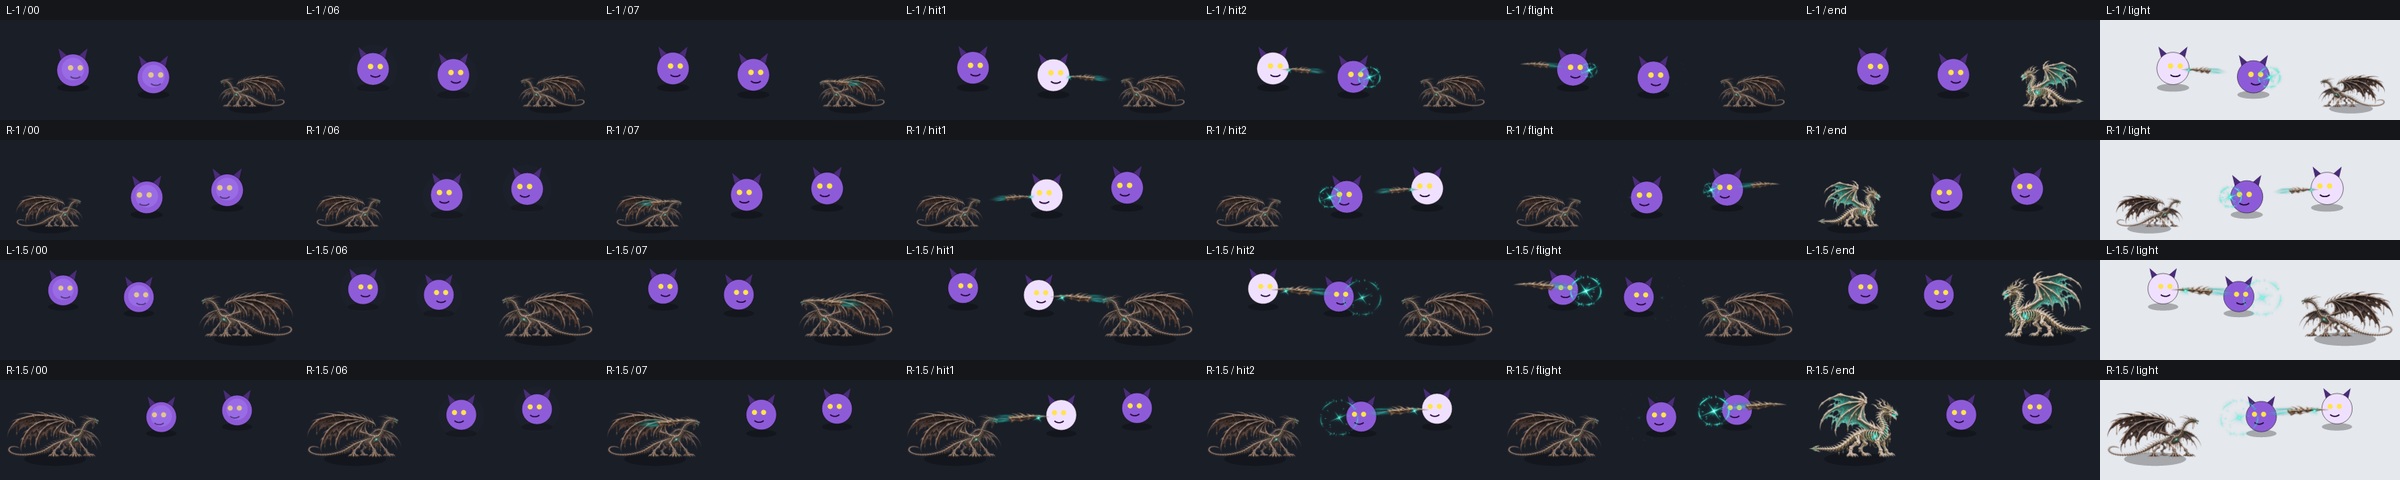 L-1 / 00 L-1 / 06 L-1 / 07 L-1 / hit1 L-1 / hit2 L-1 / flight L-1 / end L-1 / light
R-1 / 00 R-1 / 06 R-1 / 07 R-1 / hit1 R-1 / hit2 R-1 / flight R-1 / end R-1 / light
L-1.5 / 00 L-1.5 / 06 L-1.5 / 07 L-1.5 / hit1 L-1.5 / hit2 L-1.5 / flight L-1.5 / end L-1.5 / light
R-1.5 / 00 R-1.5 / 06 R-1.5 / 07 R-1.5 / hit1 R-1.5 / hit2 R-1.5 / flight R-1.5 / end R-1.5 / light